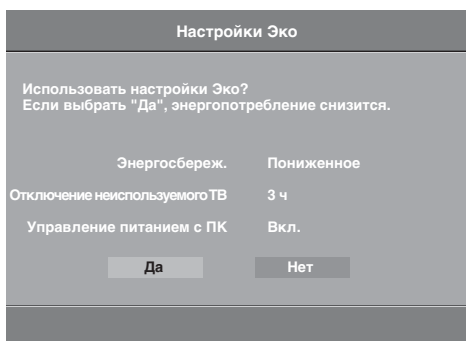 Настройки Эко
Использовать настройки Эко?
Если выбрать "Да", энергопотребление снизится.
Энергосбереж. Пониженное
Отключение неиспользуемого ТВ 3 ч
Управление питанием с ПК Вкл.
Да Нет